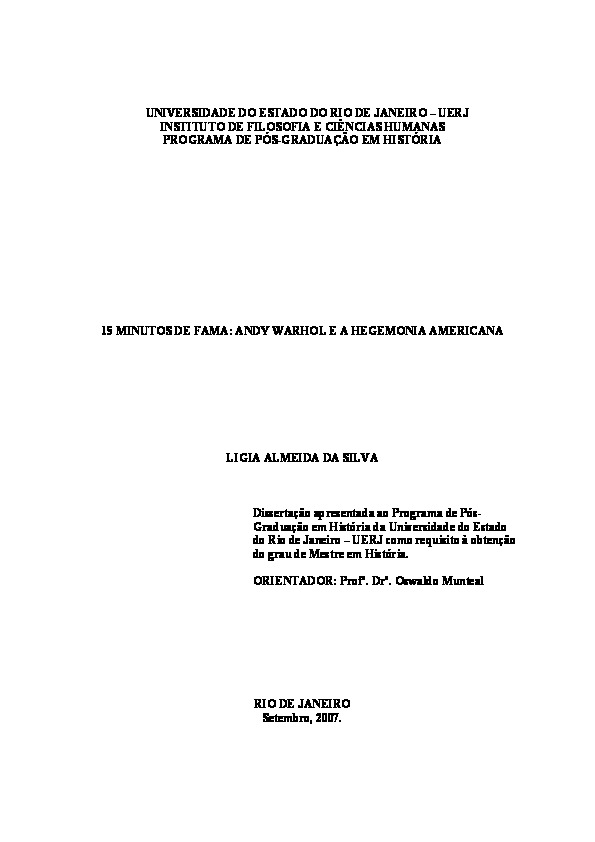 UNIVERSIDADE DO ESTADO DO RIO DE JANEIRO – UERJ
INSTITUTO DE FILOSOFIA E CIÊNCIAS HUMANAS
PROGRAMA DE PÓS-GRADUAÇÃO EM HISTÓRIA
15 MINUTOS DE FAMA: ANDY WARHOL E A HEGEMONIA AMERICANA
LIGIA ALMEIDA DA SILVA
Dissertação apresentada ao Programa de Pós-
Graduação em História da Universidade do Estado
do Rio de Janeiro – UERJ como requisito à obtenção
do grau de Mestre em História.
ORIENTADOR: Profº. Drº. Oswaldo Munteal
RIO DE JANEIRO
Setembro, 2007.